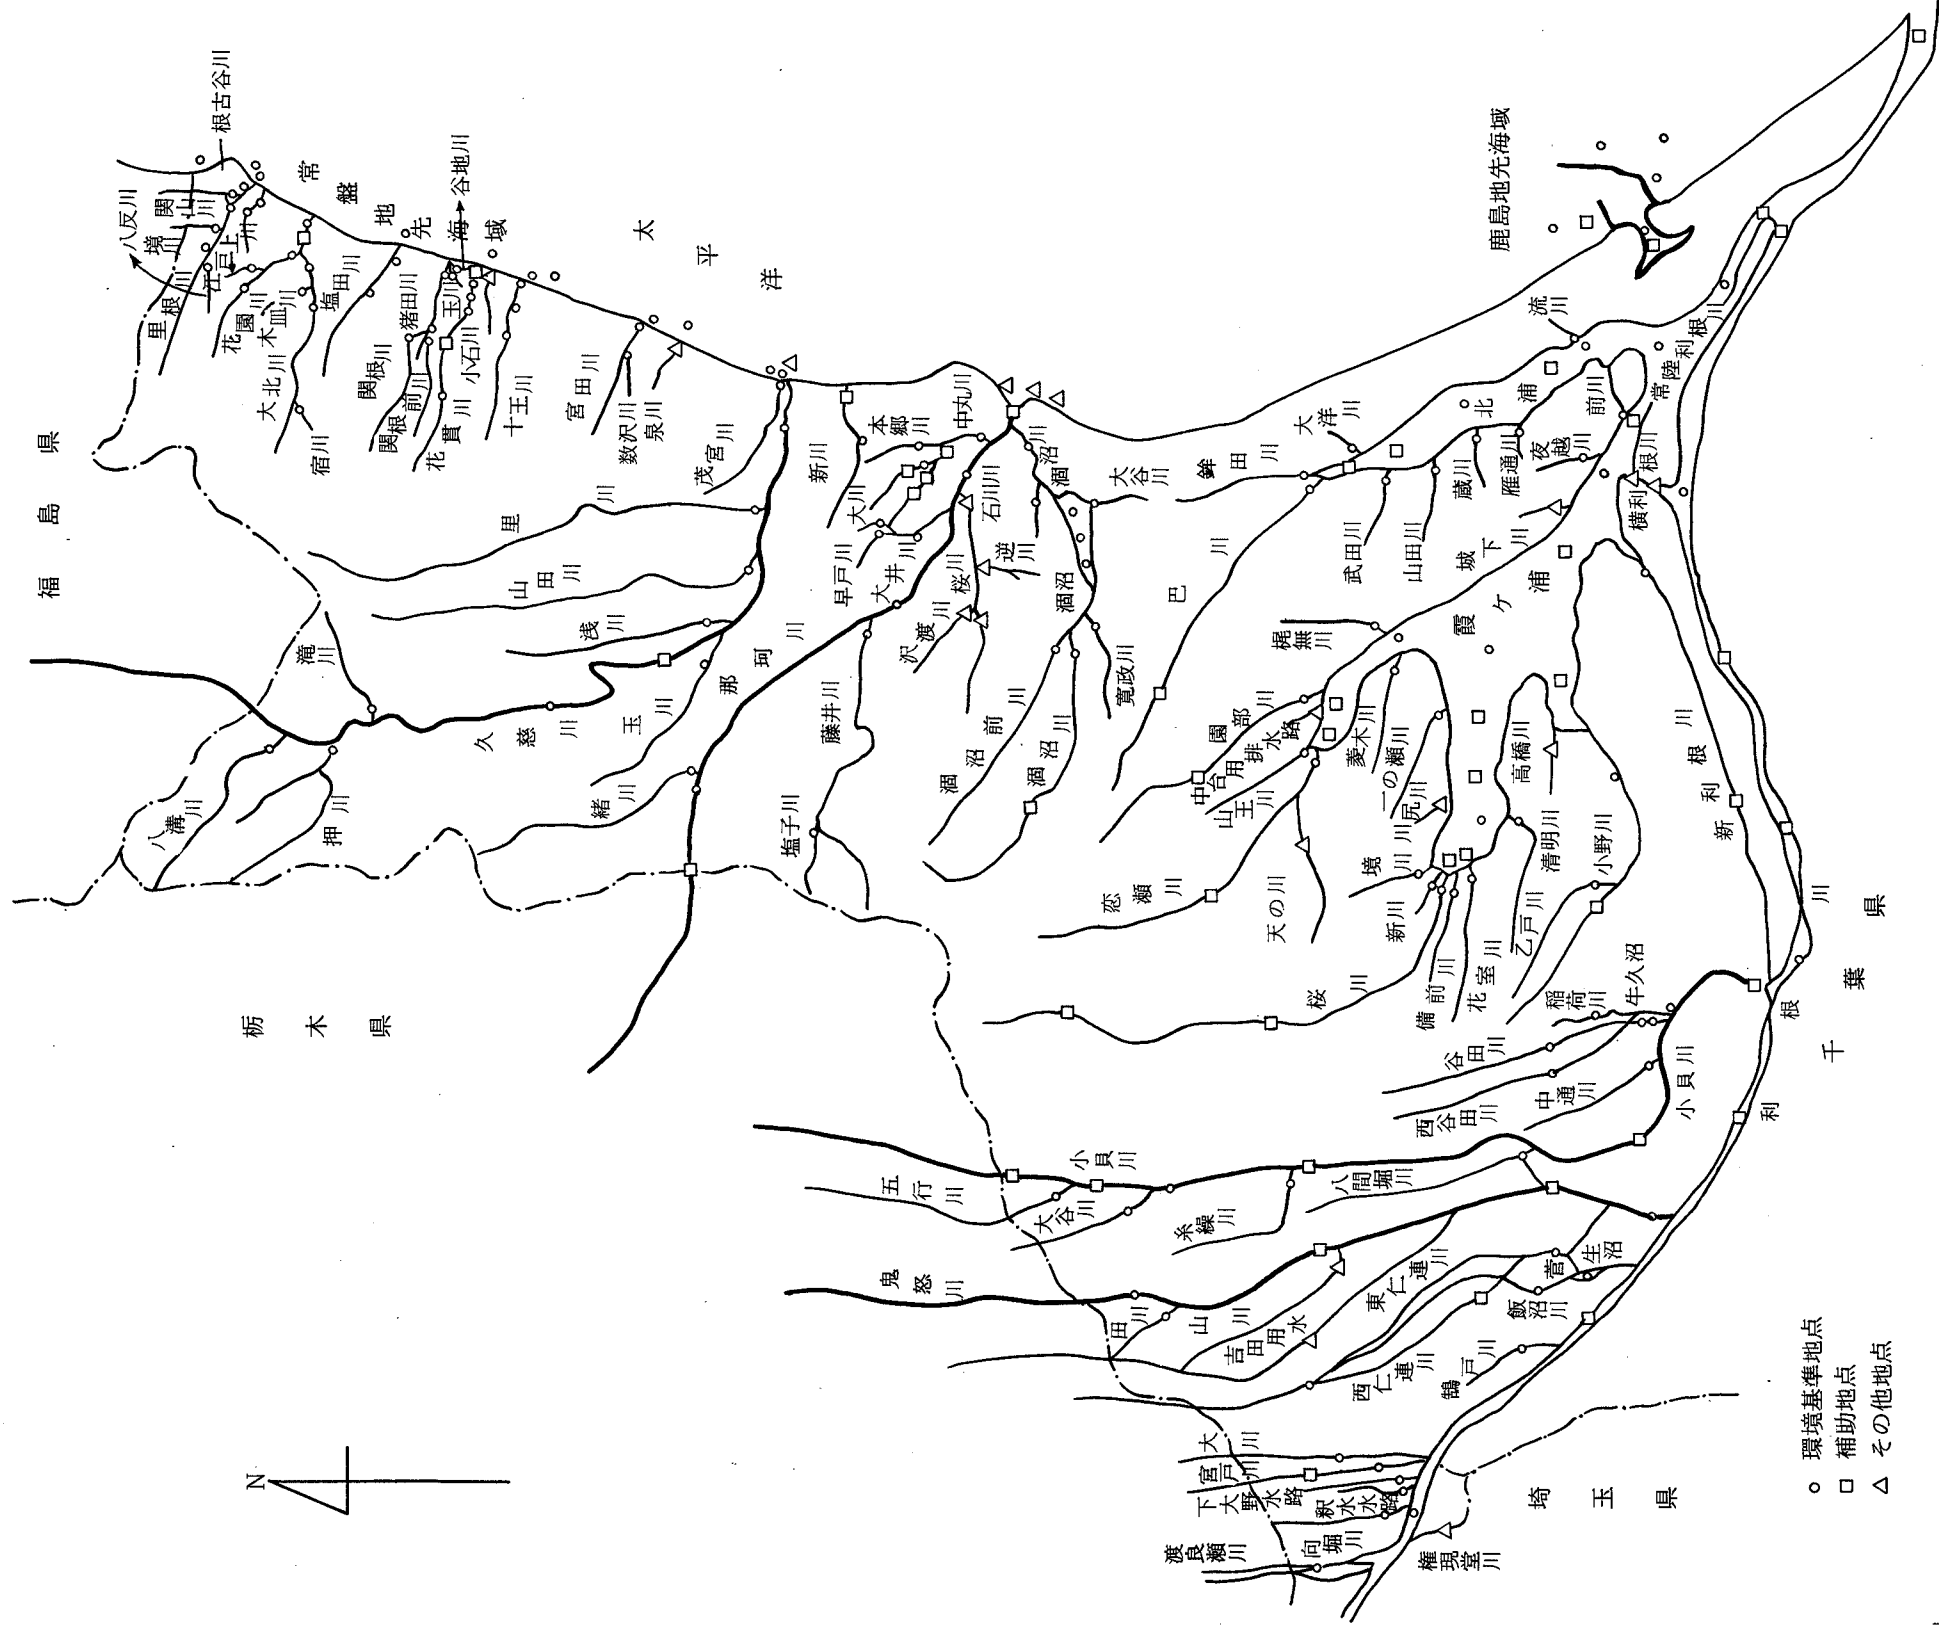 福島県
栃木県
埼玉県
千葉県
太平洋
常盤地先海域
鹿島地先海域
N
根古谷川
八反川
関山川
境川
里根川
江戸上川
花園川
木皿川
大北川
塩田川
宿川
谷地川
猪田川
玉川
関根川
関根前川
小石川
花貫川
十王川
宮田川
数沢川
泉川
茂宮川
里川
山田川
浅川
滝川
久慈川
玉川
八溝川
押川
緒川
那珂川
新川
本郷川
中丸川
大川
早戸川
大井川
石川川
桜川
逆川
沢渡川
藤井川
塩子川
涸沼川
涸沼
大谷川
寛政川
涸沼前川
涸沼川
鉾田川
大洋川
巴川
武田川
山田川
蔵川
雁通川
夜越川
前川
北浦
流川
常陸利根川
横利根川
城下川
霞ケ浦
梶無川
園部川
中台用排水路
山王川
菱木川
一の瀬川
尻川
境川
高橋川
清明川
小野川
乙戸川
恋瀬川
天の川
新川
備前川
花室川
桜川
新利根川
利根川
牛久沼
稲荷川
谷田川
西谷田川
中通川
小貝川
小貝川
五行川
大谷川
糸繰川
八間堀川
鬼怒川
田川
山川
吉田用水
東仁連川
西仁連川
菅生沼
飯沼川
鵠戸川
大川
宮戸川
下大野水路
釈水水路
向堀川
渡良瀬川
権現堂川
○ 環境基準地点
□ 補助地点
△ その他地点